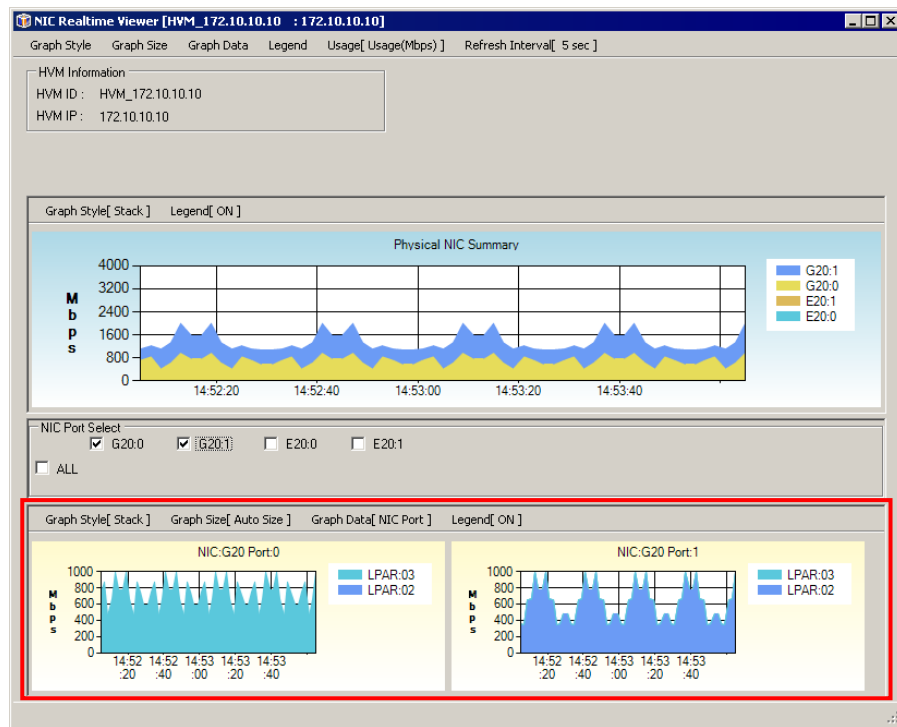 NIC Realtime Viewer [HVM_172.10.10.10 : 172.10.10.10]
Graph Style Graph Size Graph Data Legend Usage[ Usage(Mbps) ] Refresh Interval[ 5 sec ]
HVM Information
HVM ID : HVM_172.10.10.10
HVM IP : 172.10.10.10
Graph Style[ Stack ] Legend[ ON ]
Physical NIC Summary
Mbps
4000
3200
2400
1600
800
0
14:52:20 14:52:40 14:53:00 14:53:20 14:53:40
G20:1
G20:0
E20:1
E20:0
NIC Port Select
G20:0 G20:1 E20:0 E20:1
ALL
Graph Style[ Stack ] Graph Size[ Auto Size ] Graph Data[ NIC Port ] Legend[ ON ]
NIC:G20 Port:0
Mbps
1000
800
600
400
200
0
14:52 14:52 14:53 14:53 14:53
:20 :40 :00 :20 :40
LPAR:03
LPAR:02
NIC:G20 Port:1
Mbps
1000
800
600
400
200
0
14:52 14:52 14:53 14:53 14:53
:20 :40 :00 :20 :40
LPAR:03
LPAR:02